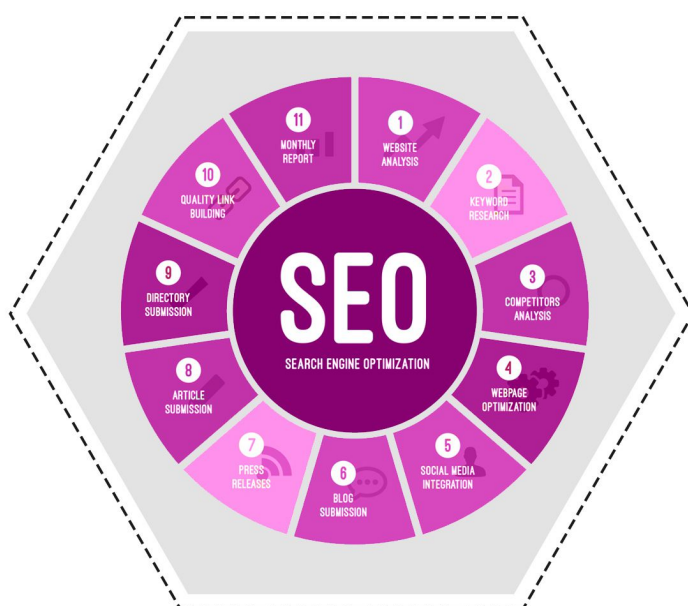 SEO
SEARCH ENGINE OPTIMIZATION
1
WEBSITE
ANALYSIS
2
KEYWORD
RESEARCH
3
COMPETITORS
ANALYSIS
4
WEBPAGE
OPTIMIZATION
5
SOCIAL MEDIA
INTEGRATION
6
BLOG
SUBMISSION
7
PRESS
RELEASES
8
ARTICLE
SUBMISSION
9
DIRECTORY
SUBMISSION
10
QUALITY LINK
BUILDING
11
MONTHLY
REPORT